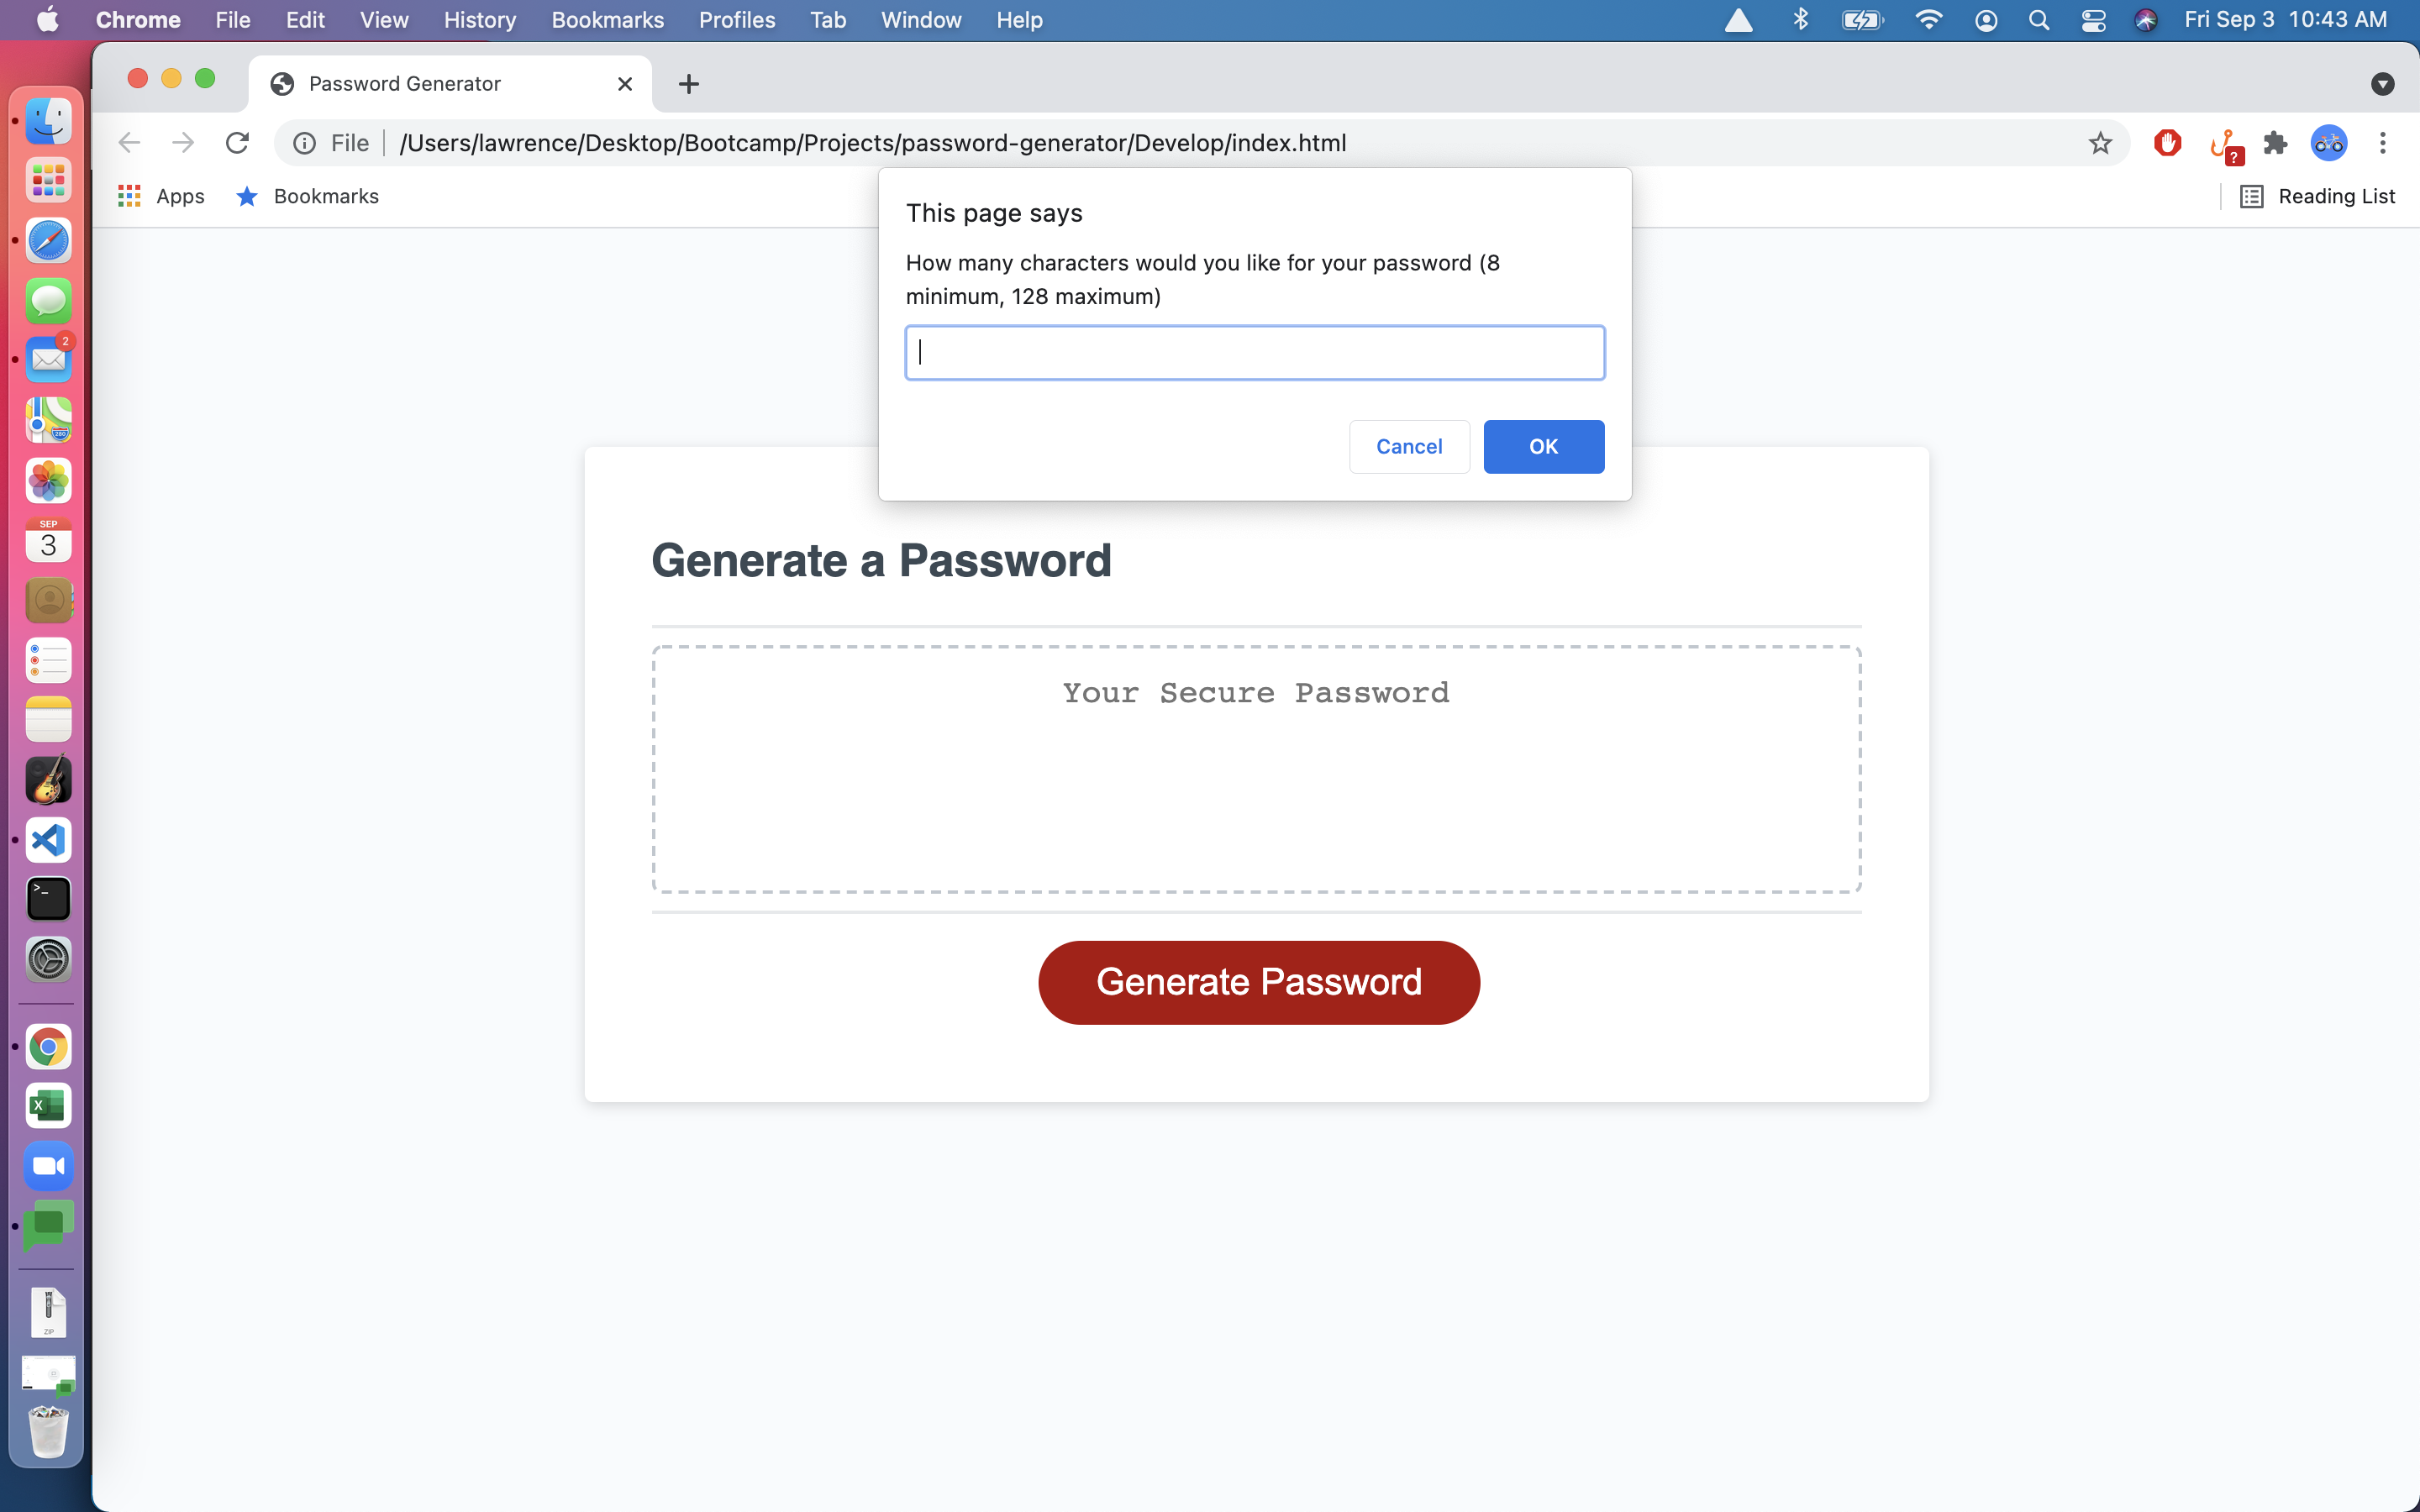 Chrome File Edit View History Bookmarks Profiles Tab Window Help Fri Sep 3 10:43 AM
Password Generator
File /Users/lawrence/Desktop/Bootcamp/Projects/password-generator/Develop/index.html
?
Apps Bookmarks Reading List
This page says
How many characters would you like for your password (8
minimum, 128 maximum)
Cancel OK
Generate a Password
Your Secure Password
Generate Password
2
280
SEP
3
>_
X
ZIP